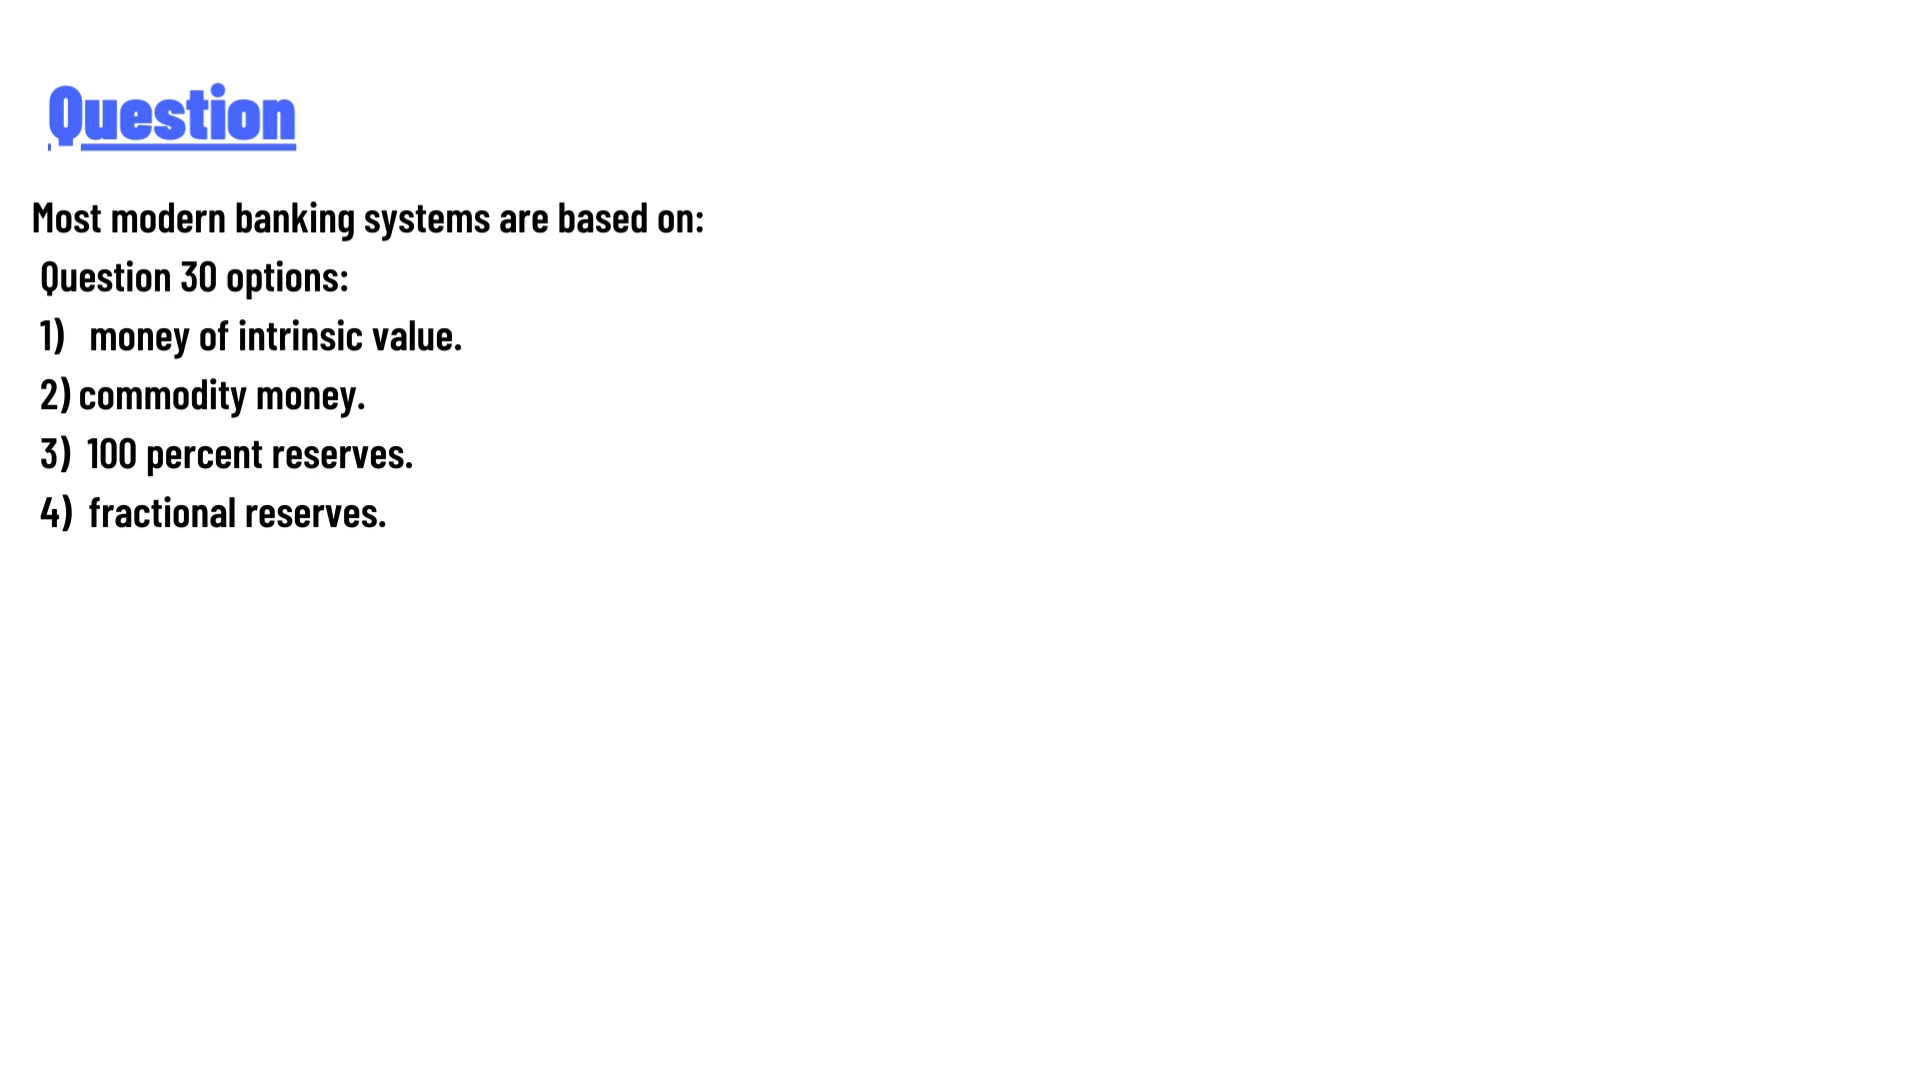 Question
Most modern banking systems are based on:
Question 30 options:
1) money of intrinsic value.
2) commodity money.
3) 100 percent reserves.
4) fractional reserves.